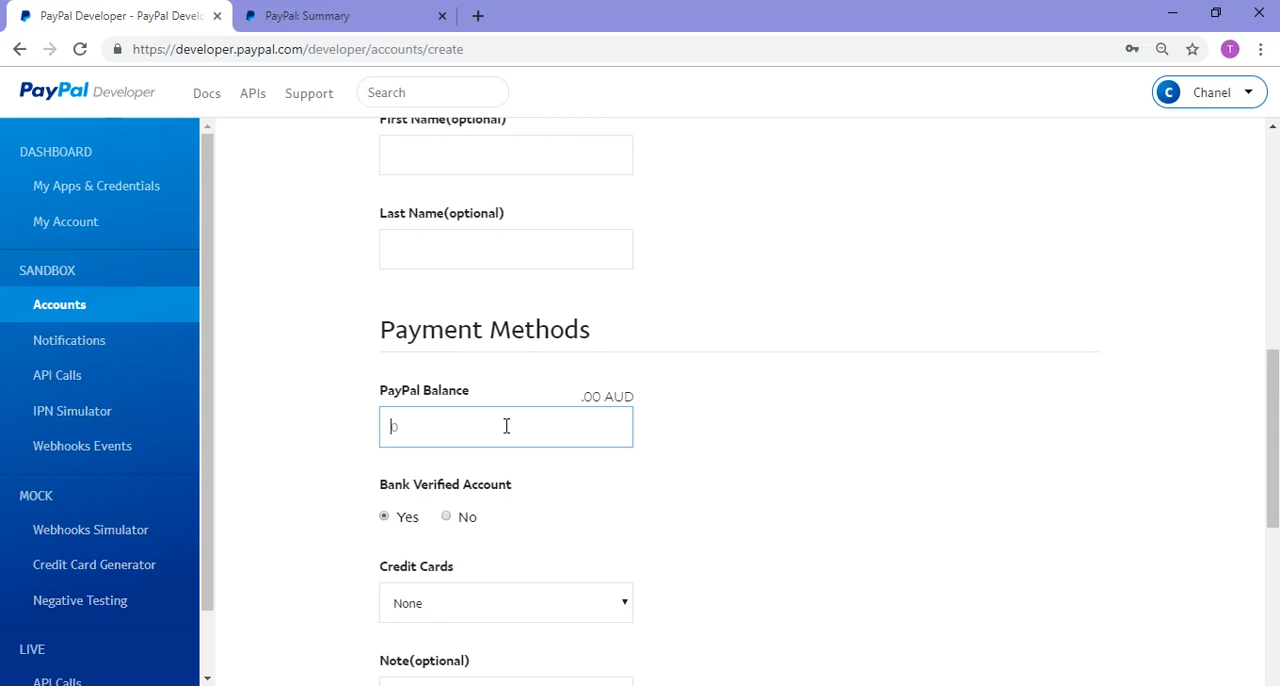 PayPal Developer - PayPal Devel
PayPal: Summary
https://developer.paypal.com/developer/accounts/create
T
PayPal Developer
Docs
APIs
Support
Search
C
Chanel
DASHBOARD
My Apps & Credentials
My Account
SANDBOX
Accounts
Notifications
API Calls
IPN Simulator
Webhooks Events
MOCK
Webhooks Simulator
Credit Card Generator
Negative Testing
LIVE
API Calls
First Name(optional)
Last Name(optional)
Payment Methods
PayPal Balance
.00 AUD
Bank Verified Account
Yes
No
Credit Cards
None
Note(optional)